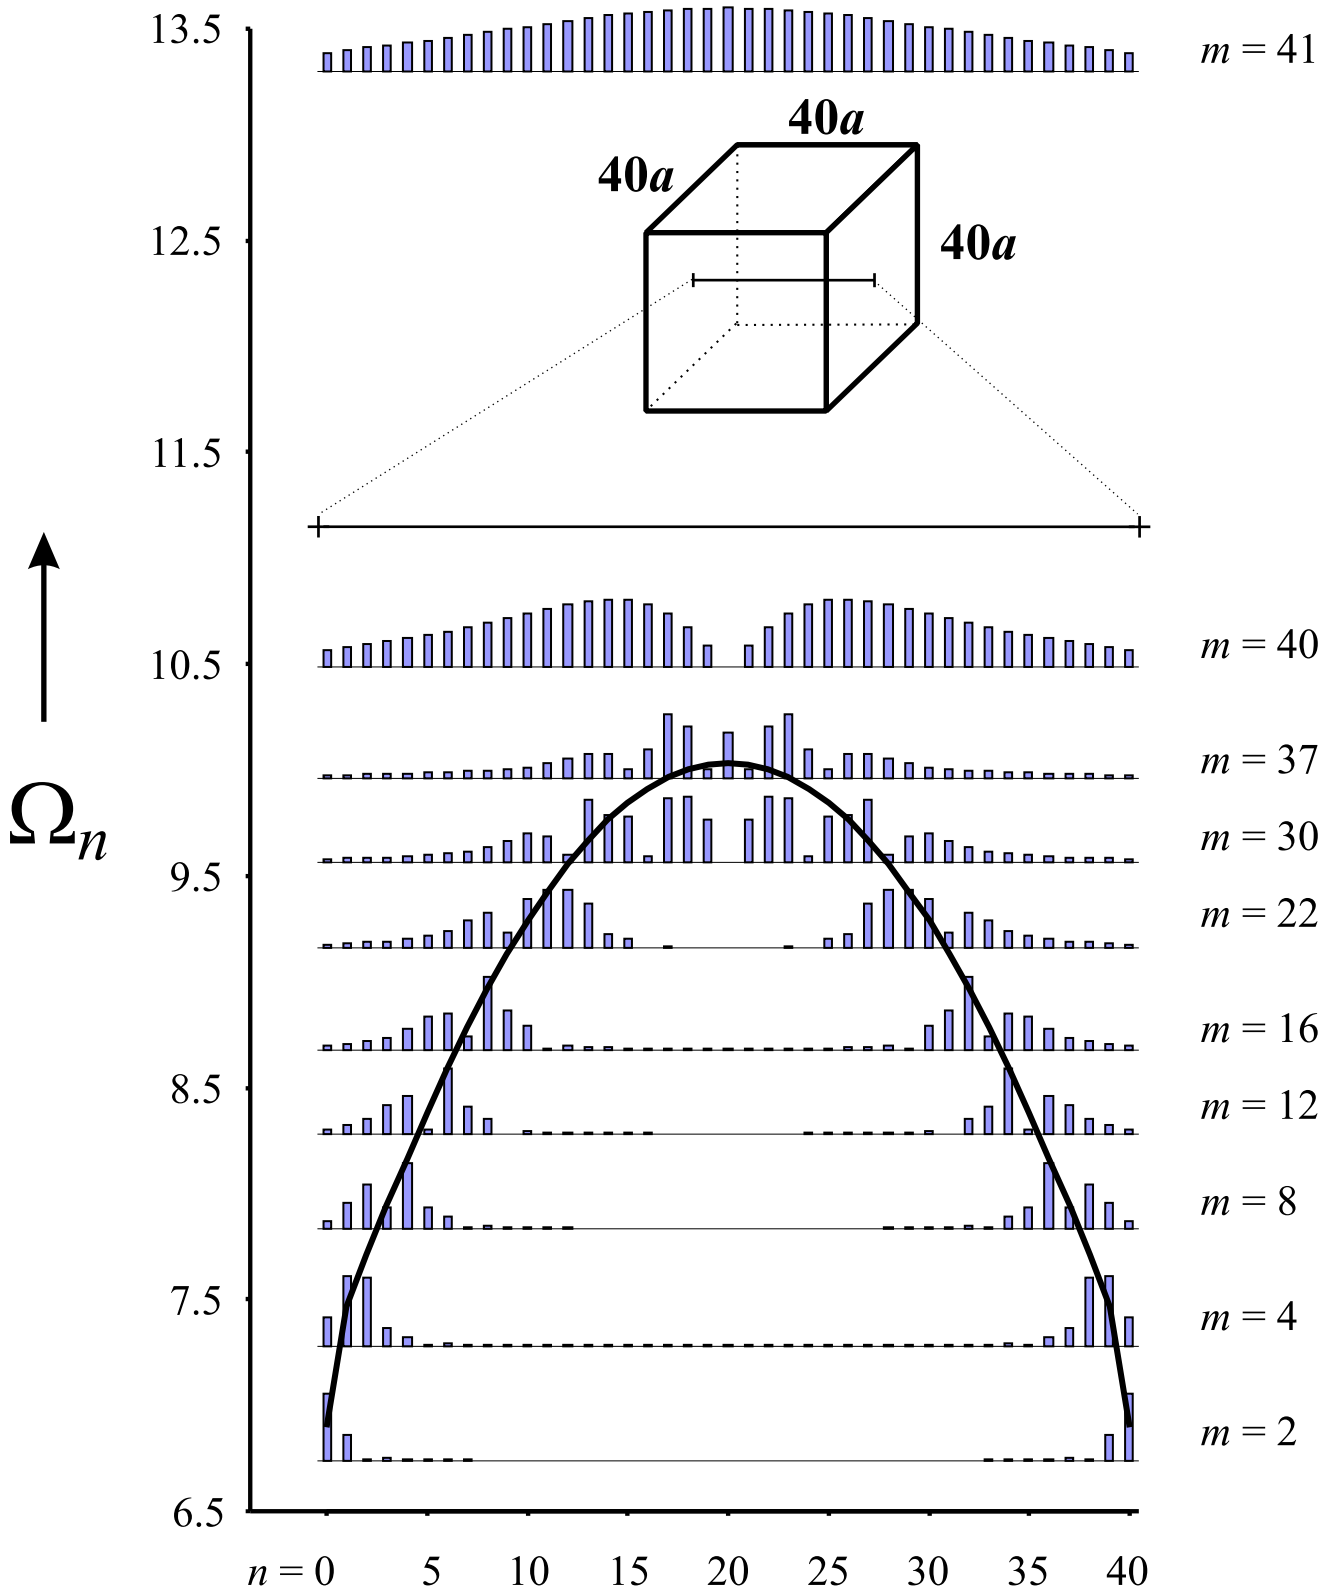 13.5
m = 41
40a
40a
12.5
40a
11.5
10.5
m = 40
m = 37
Ωn
m = 30
9.5
m = 22
m = 16
8.5
m = 12
m = 8
7.5
m = 4
m = 2
6.5
n = 0 5 10 15 20 25 30 35 40